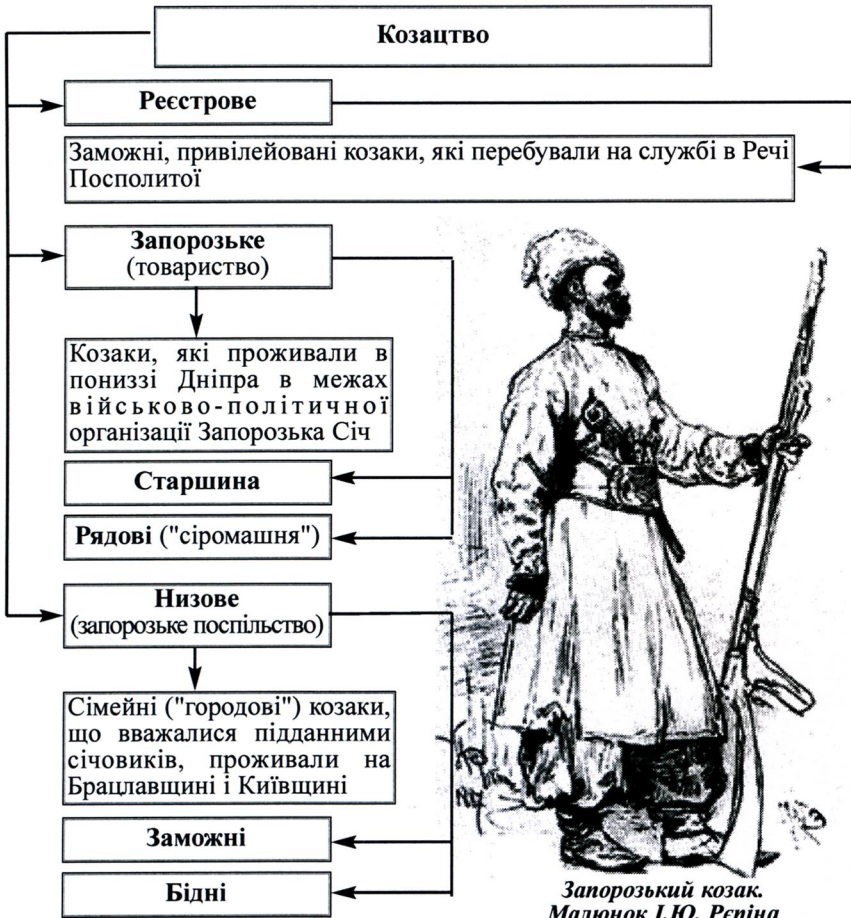 Козацтво
Реєстрове
Заможні, привілейовані козаки, які перебували на службі в Речі
Посполитої
Запорозьке
(товариство)
Козаки, які проживали в
пониззі Дніпра в межах
військово-політичної
організації Запорозька Січ
Старшина
Рядові ("сіромашня")
Низове
(запорозьке поспільство)
Сімейні ("городові") козаки,
що вважалися підданними
січовиків, проживали на
Брацлавщині і Київщині
Заможні
Бідні
Запорозький козак.
Малюнок І.Ю. Рєпіна